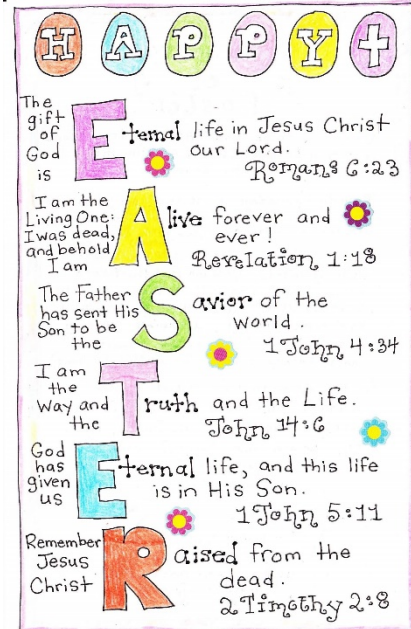 HAPPY
The
gift
of
God
is
Eternal life in Jesus Christ
our Lord.
Romans 6:23
I am the
Living One:
I was dead,
and behold
I am
Alive forever and
ever!
Revelation 1:18
The Father
has sent His
Son to be
the
Savior of the
world.
1 John 4:34
I am
the
Way and
the
Truth and the Life.
John 14:6
God
has
given
us
Eternal life, and this life
is in His Son.
1 John 5:11
Remember
Jesus
Christ
Raised from the
dead.
2 Timothy 2:8